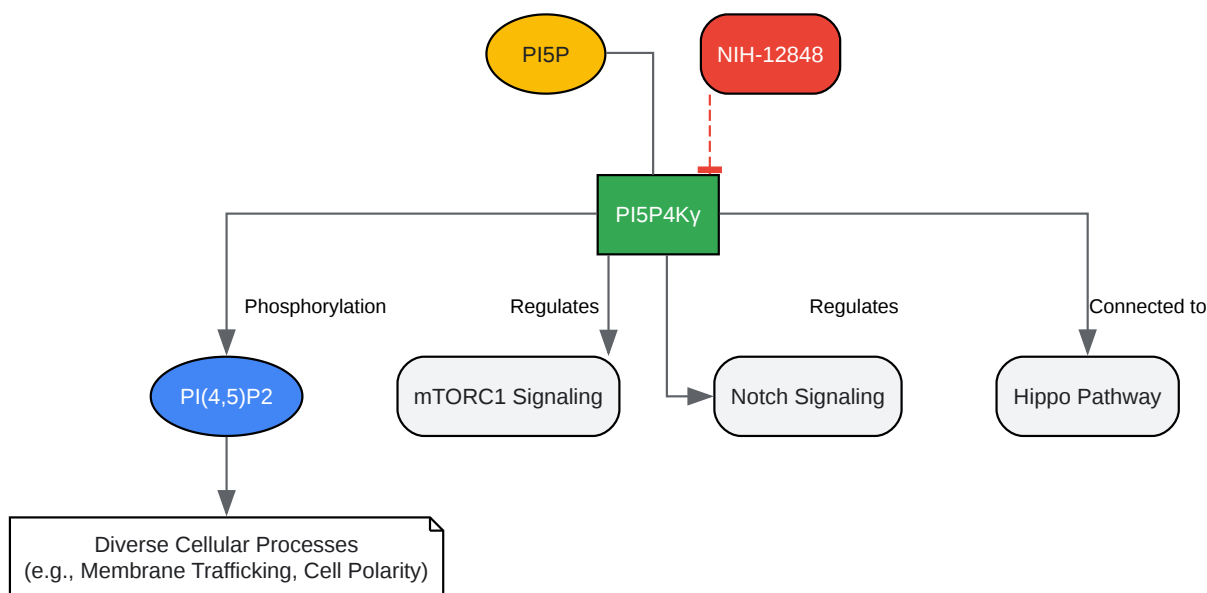 PI5P
NIH-12848
PI5P4Kγ
Phosphorylation
Regulates
Regulates
Connected to
PI(4,5)P2
mTORC1 Signaling
Notch Signaling
Hippo Pathway
Diverse Cellular Processes
(e.g., Membrane Trafficking, Cell Polarity)